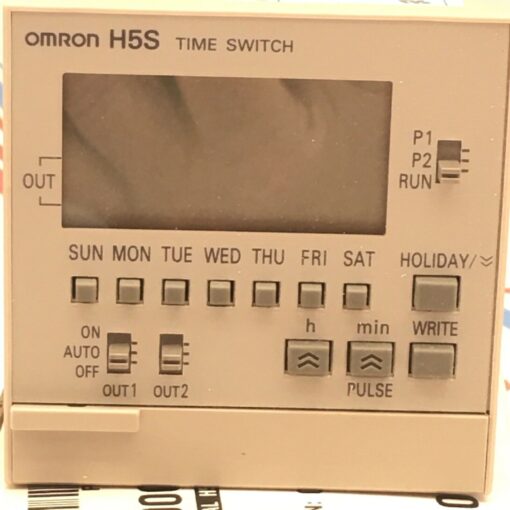 omron H5S TIME SWITCH
P1
P2
OUT
RUN
SUN MON TUE WED THU FRI SAT HOLIDAY/
h min WRITE
ON
AUTO
OFF
OUT1 OUT2 PULSE